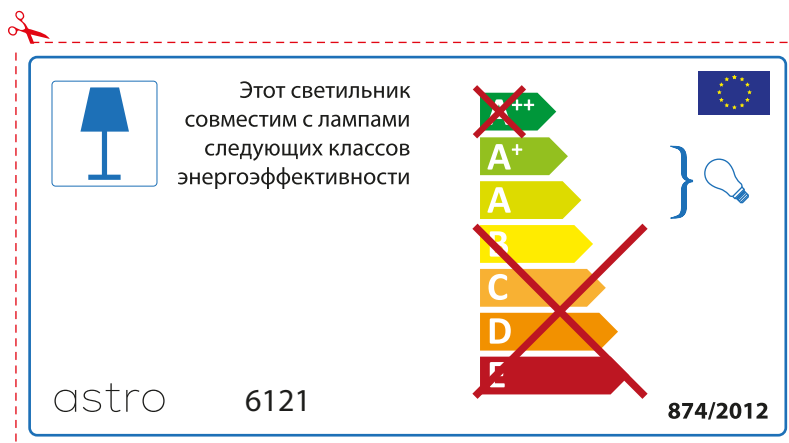 Этот светильник
совместим с лампами
следующих классов
энергоэффективности
A++
A+
A
B
C
D
E
astro
6121
874/2012